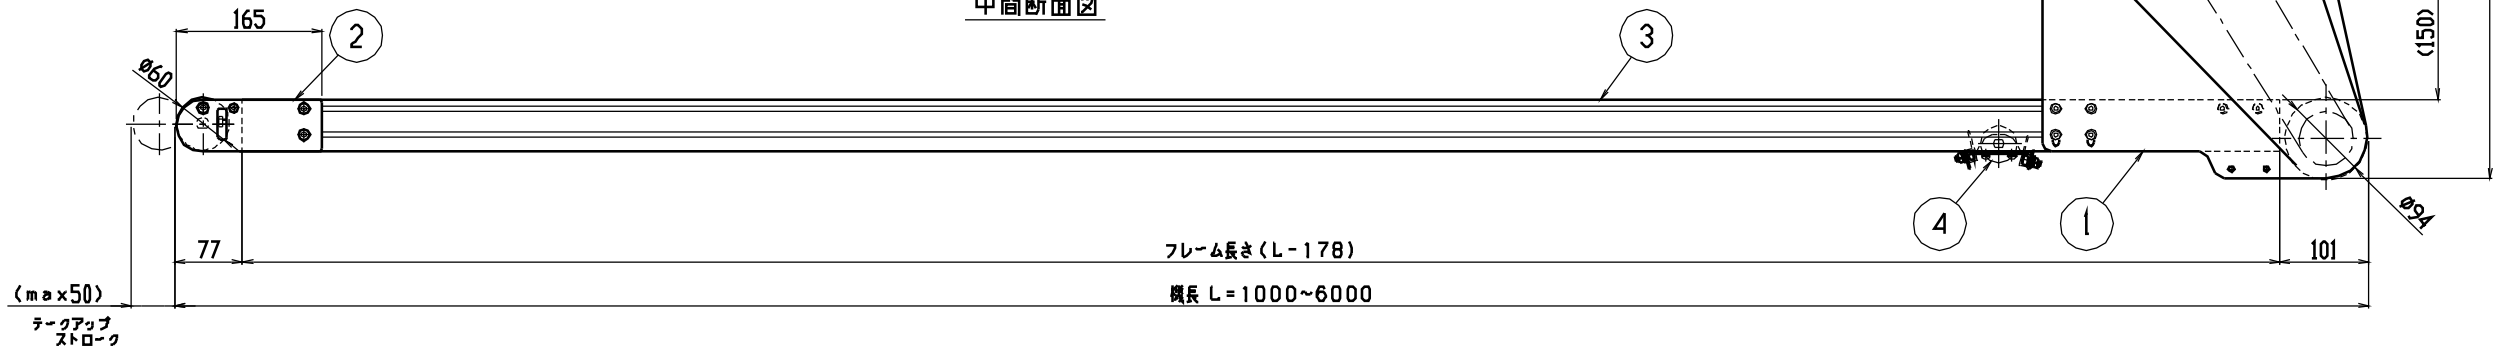 中間断面図
165
2
3
(150)
ø60
4
1
ø94
77
フレーム長さ(L-178)
101
(max50)
機長 L=1000~6000
テークアップ
ストローク